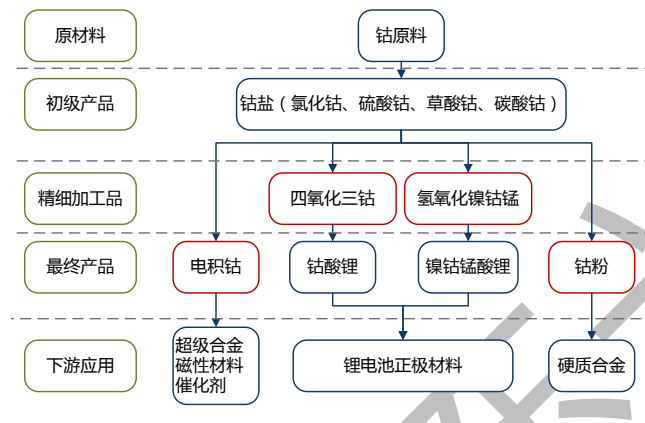 原材料
钴原料
初级产品
钴盐（氯化钴、硫酸钴、草酸钴、碳酸钴）
精细加工品
四氧化三钴
氢氧化镍钴锰
最终产品
电积钴
钴酸锂
镍钴锰酸锂
钴粉
下游应用
超级合金
磁性材料
催化剂
锂电池正极材料
硬质合金